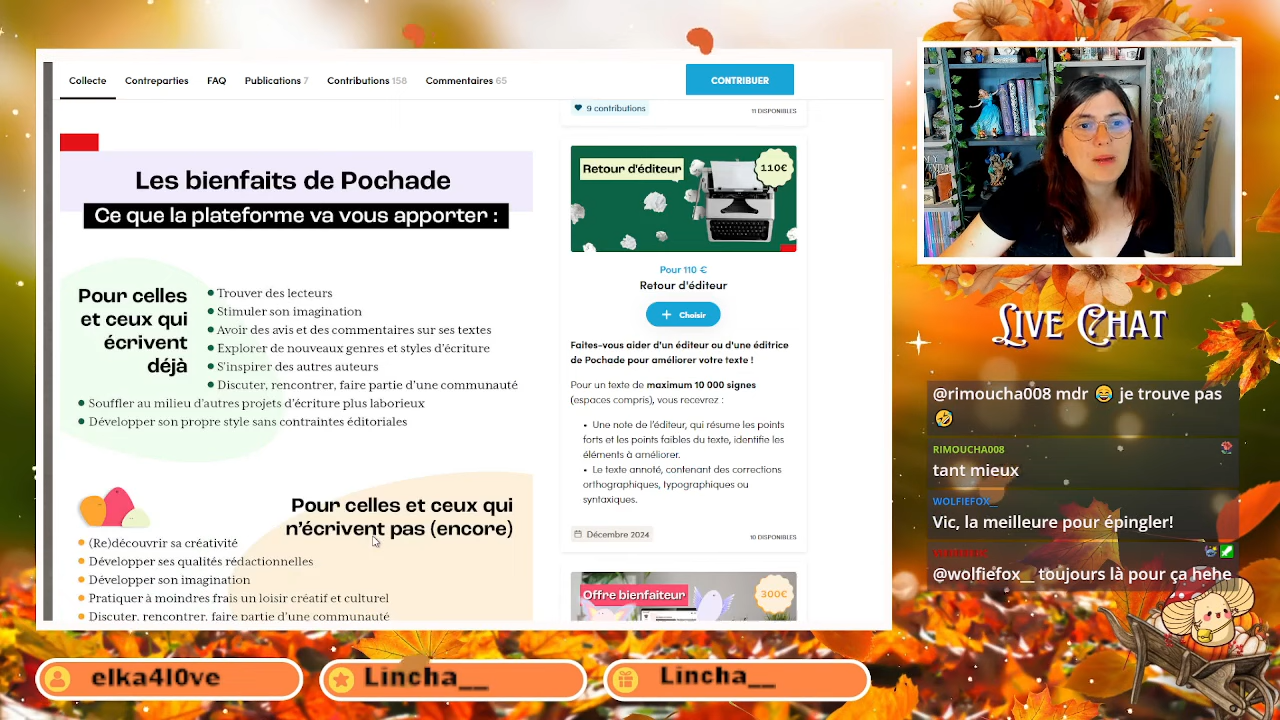 Collecte Contreparties FAQ Publications 7 Contributions 158 Commentaires 65
CONTRIBUER
Les bienfaits de Pochade
Ce que la plateforme va vous apporter :
Pour celles
et ceux qui
écrivent
déjà
Trouver des lecteurs
Stimuler son imagination
Avoir des avis et des commentaires sur ses textes
Explorer de nouveaux genres et styles d'écriture
S'inspirer des autres auteurs
Discuter, rencontrer, faire partie d'une communauté
Souffler au milieu d'autres projets d'écriture plus laborieux
Développer son propre style sans contraintes éditoriales
Pour celles et ceux qui
n'écrivent pas (encore)
(Re)découvrir sa créativité
Développer ses qualités rédactionnelles
Développer son imagination
Pratiquer à moindres frais un loisir créatif et culturel
Discuter, rencontrer, faire partie d'une communauté
9 contributions
11 DISPONIBLES
Retour d'éditeur
110€
Pour 110 €
Retour d'éditeur
+ Choisir
Faites-vous aider d'un éditeur ou d'une éditrice
de Pochade pour améliorer votre texte !
Pour un texte de maximum 10 000 signes
(espaces compris), vous recevrez :
• Une note de l'éditeur, qui résume les points
forts et les points faibles du texte, identifie les
éléments à améliorer.
• Le texte annoté, contenant des corrections
orthographiques, typographiques ou
syntaxiques.
Décembre 2024
10 DISPONIBLES
Offre bienfaiteur
300€
LIVE CHAT
@rimoucha008 mdr 😂 je trouve pas
🤣
RIMOUCHA008
tant mieux
WOLFIEFOX__
Vic, la meilleure pour épingler!
@wolfiefox__ toujours là pour ça hehe
elka4l0ve
Lincha__
Lincha__